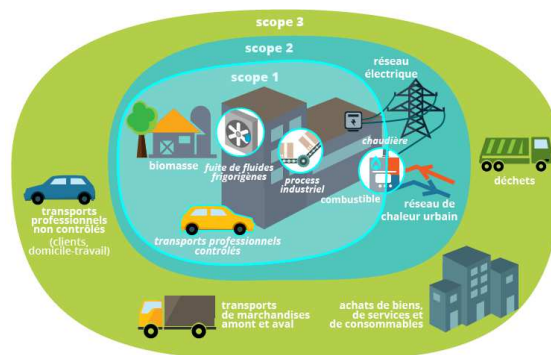 scope 3
scope 2
scope 1
réseau
électrique
biomasse
fuite de fluides
frigorigènes
process
industriel
chaudière
combustible
réseau de
chaleur urbain
déchets
transports
professionnels
non contrôlés
(clients,
domicile-travail)
transports professionnels
contrôlés
transports
de marchandises
amont et aval
achats de biens,
de services et
de consommables